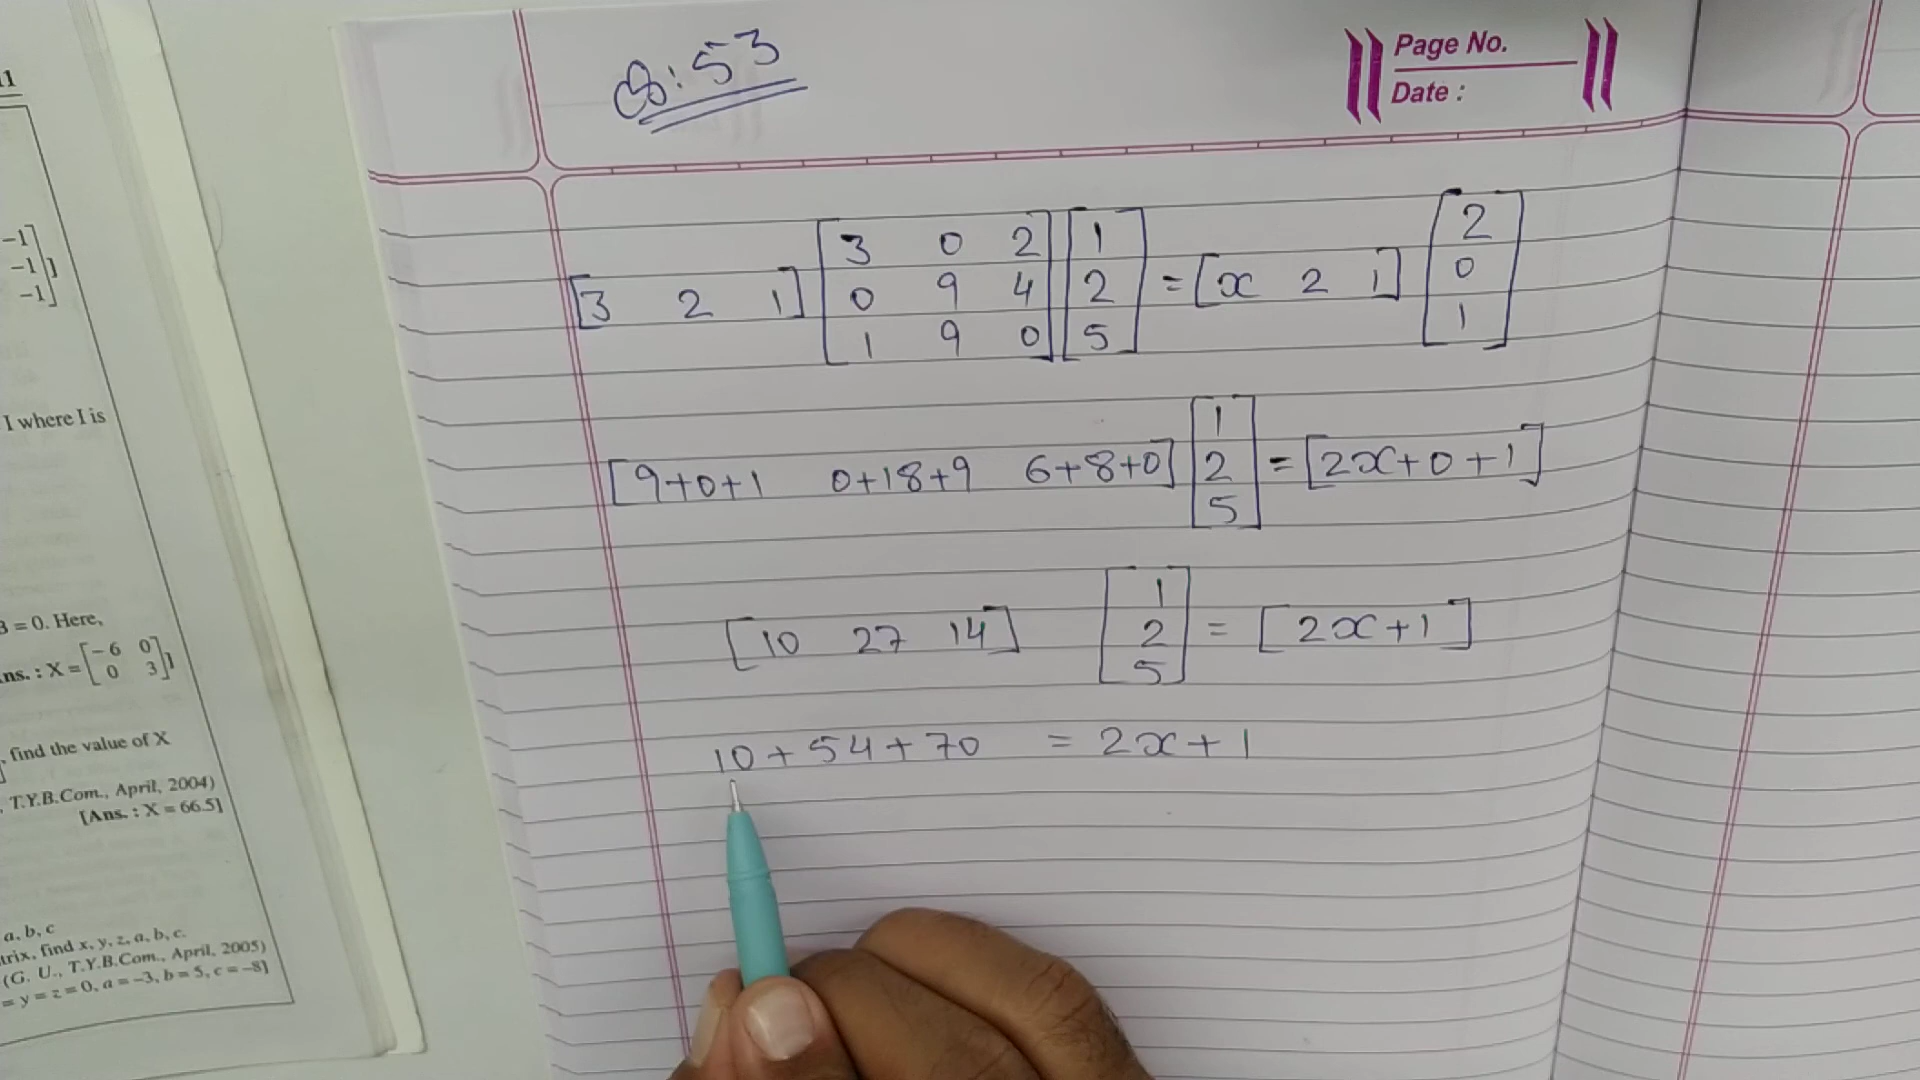 Q:53
Page No.
Date :
[3 2 1] [3 0 2 / 0 9 4 / 1 9 0] [1 / 2 / 5] = [x 2 1] [2 / 0 / 1]
[9+0+1 0+18+9 6+8+0] [1 / 2 / 5] = [2x+0+1]
[10 27 14] [1 / 2 / 5] = [2x+1]
10+54+70 = 2x+1
11
-1]
-1]
-1]
I where I is
= 0. Here,
ns. : X = [-6 0 / 0 3]]
, find the value of X
T.Y.B.Com., April, 2004)
[Ans. : X = 66.5]
a, b, c
trix, find x, y, z, a, b, c.
(G. U., T.Y.B.Com., April, 2005)
= y = z = 0, a = -3, b = 5, c = -8]